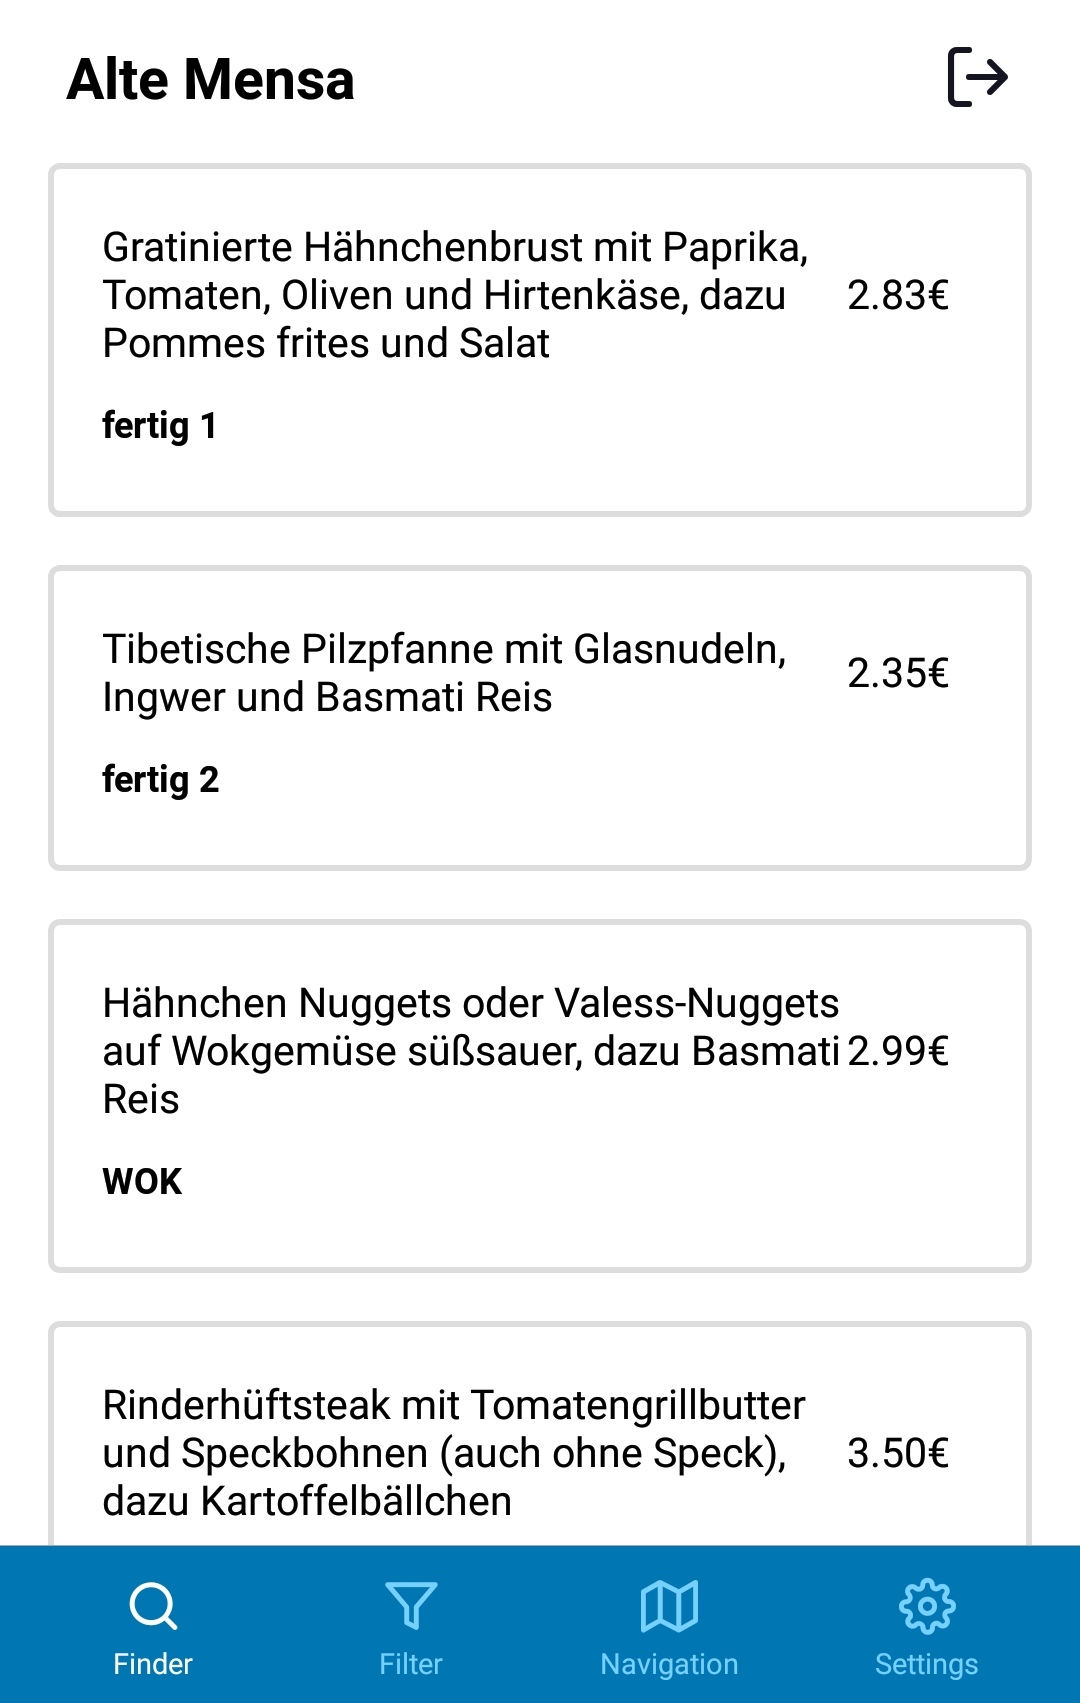 Alte Mensa
Gratinierte Hähnchenbrust mit Paprika,
Tomaten, Oliven und Hirtenkäse, dazu
Pommes frites und Salat
2.83€
fertig 1
Tibetische Pilzpfanne mit Glasnudeln,
Ingwer und Basmati Reis
2.35€
fertig 2
Hähnchen Nuggets oder Valess-Nuggets
auf Wokgemüse süßsauer, dazu Basmati
Reis
2.99€
WOK
Rinderhüftsteak mit Tomatengrillbutter
und Speckbohnen (auch ohne Speck),
dazu Kartoffelbällchen
3.50€
Finder
Filter
Navigation
Settings